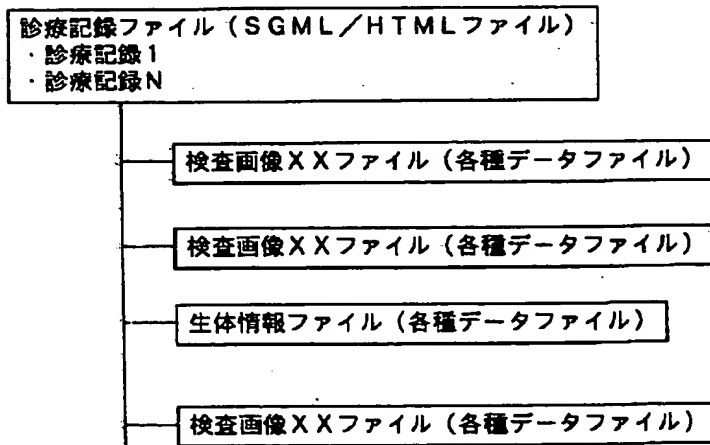 診療記録ファイル（ＳＧＭＬ／ＨＴＭＬファイル）
・診療記録１
・診療記録Ｎ
検査画像ＸＸファイル（各種データファイル）
検査画像ＸＸファイル（各種データファイル）
生体情報ファイル（各種データファイル）
検査画像ＸＸファイル（各種データファイル）